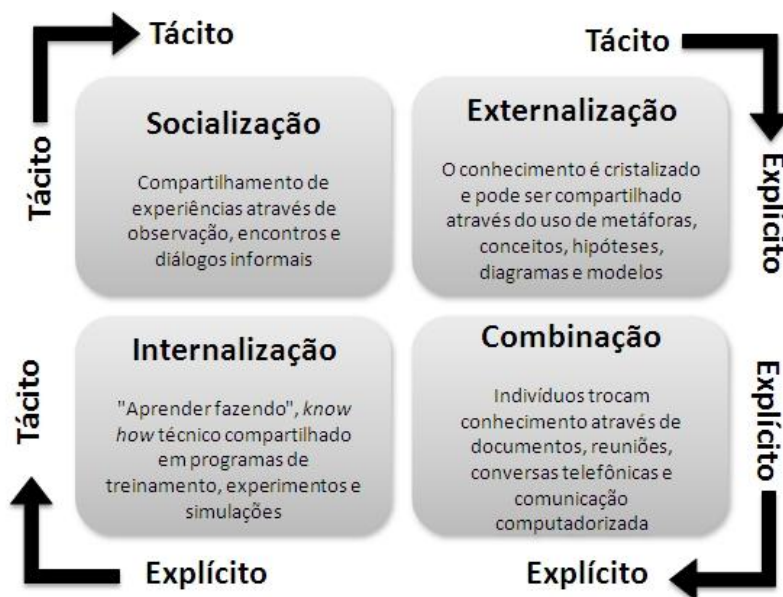 Tácito
Tácito
Tácito
Socialização
Compartilhamento de
experiências através de
observação, encontros e
diálogos informais
Externalização
O conhecimento é cristalizado
e pode ser compartilhado
através do uso de metáforas,
conceitos, hipóteses,
diagramas e modelos
Explícito
Tácito
Internalização
"Aprender fazendo", know
how técnico compartilhado
em programas de
treinamento, experimentos e
simulações
Combinação
Indivíduos trocam
conhecimento através de
documentos, reuniões,
conversas telefônicas e
comunicação
computadorizada
Explícito
Explícito
Explícito